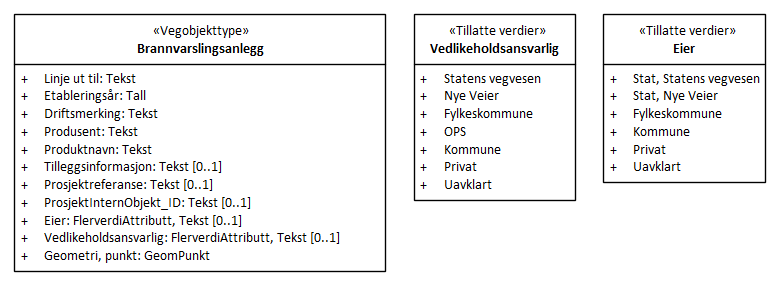 «Vegobjekttype»
Brannvarslingsanlegg
+ Linje ut til: Tekst
+ Etableringsår: Tall
+ Driftsmerking: Tekst
+ Produsent: Tekst
+ Produktnavn: Tekst
+ Tilleggsinformasjon: Tekst [0..1]
+ Prosjektreferanse: Tekst [0..1]
+ ProsjektInternObjekt_ID: Tekst [0..1]
+ Eier: FlerverdiAttributt, Tekst [0..1]
+ Vedlikeholdsansvarlig: FlerverdiAttributt, Tekst [0..1]
+ Geometri, punkt: GeomPunkt
«Tillatte verdier»
Vedlikeholdsansvarlig
+ Statens vegvesen
+ Nye Veier
+ Fylkeskommune
+ OPS
+ Kommune
+ Privat
+ Uavklart
«Tillatte verdier»
Eier
+ Stat, Statens vegvesen
+ Stat, Nye Veier
+ Fylkeskommune
+ Kommune
+ Privat
+ Uavklart